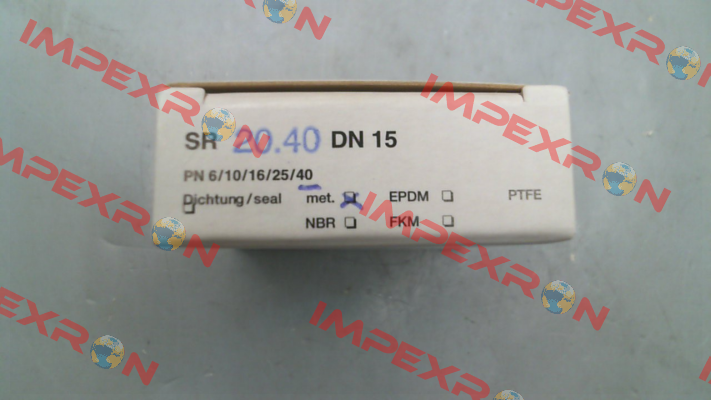 IMPEXRON
SR 20.40 DN 15
PN 6/10/16/25/40
Dichtung/seal met. ☒ EPDM ☐ PTFE
☐ NBR ☐ FKM ☐
IMPEXRON
IMPEXRON
IMPEXRON
IMPEXRON
IMPEXRON